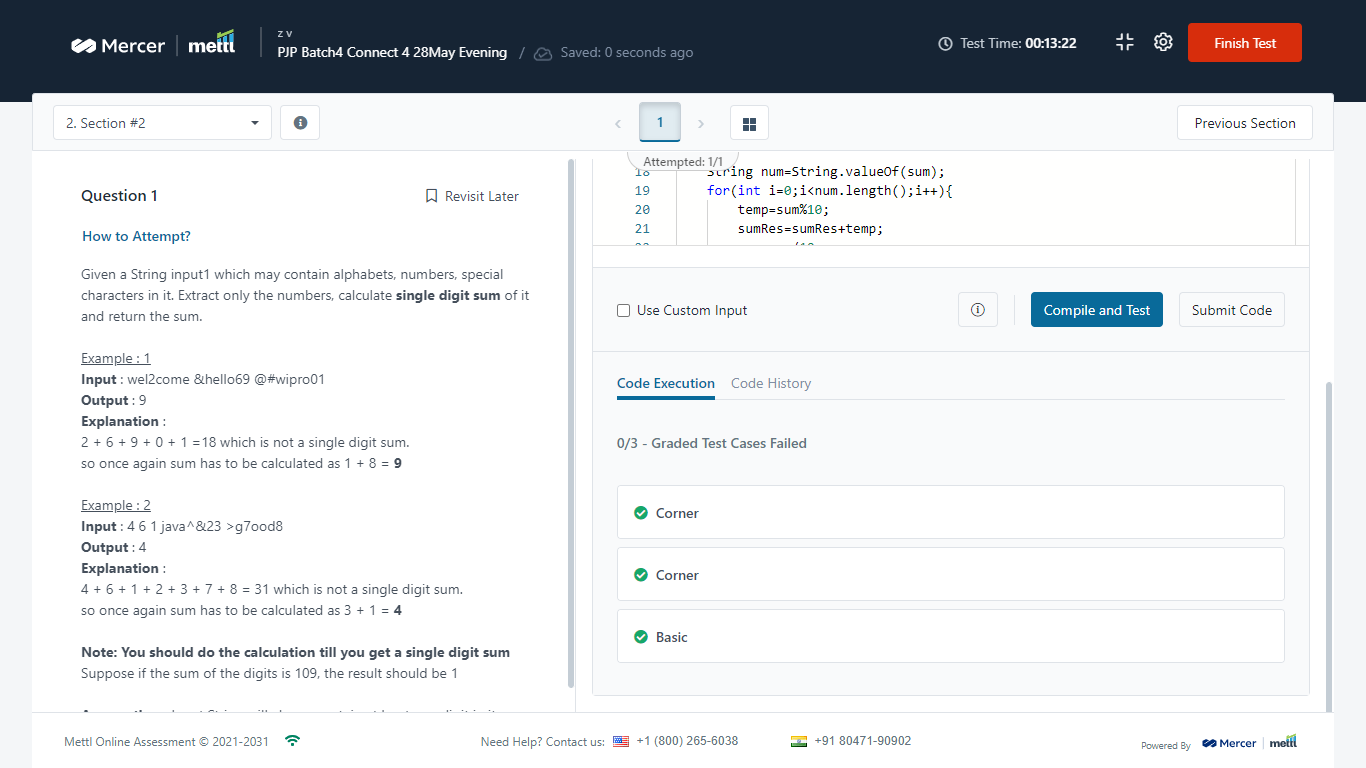 Mercer | mettl
Z V
PJP Batch4 Connect 4 28May Evening / Saved: 0 seconds ago
Test Time: 00:13:22
Finish Test
2. Section #2
1
Previous Section
Attempted: 1/1
Question 1
Revisit Later
How to Attempt?
Given a String input1 which may contain alphabets, numbers, special
characters in it. Extract only the numbers, calculate single digit sum of it
and return the sum.
Example : 1
Input : wel2come &hello69 @#wipro01
Output : 9
Explanation :
2 + 6 + 9 + 0 + 1 =18 which is not a single digit sum.
so once again sum has to be calculated as 1 + 8 = 9
Example : 2
Input : 4 6 1 java^&23 >g7ood8
Output : 4
Explanation :
4 + 6 + 1 + 2 + 3 + 7 + 8 = 31 which is not a single digit sum.
so once again sum has to be calculated as 3 + 1 = 4
Note: You should do the calculation till you get a single digit sum
Suppose if the sum of the digits is 109, the result should be 1
18 String num=String.valueOf(sum);
19 for(int i=0;i<num.length();i++){
20 temp=sum%10;
21 sumRes=sumRes+temp;
Use Custom Input
Compile and Test
Submit Code
Code Execution
Code History
0/3 - Graded Test Cases Failed
Corner
Corner
Basic
Mettl Online Assessment © 2021-2031
Need Help? Contact us: +1 (800) 265-6038
+91 80471-90902
Powered By Mercer | mettl